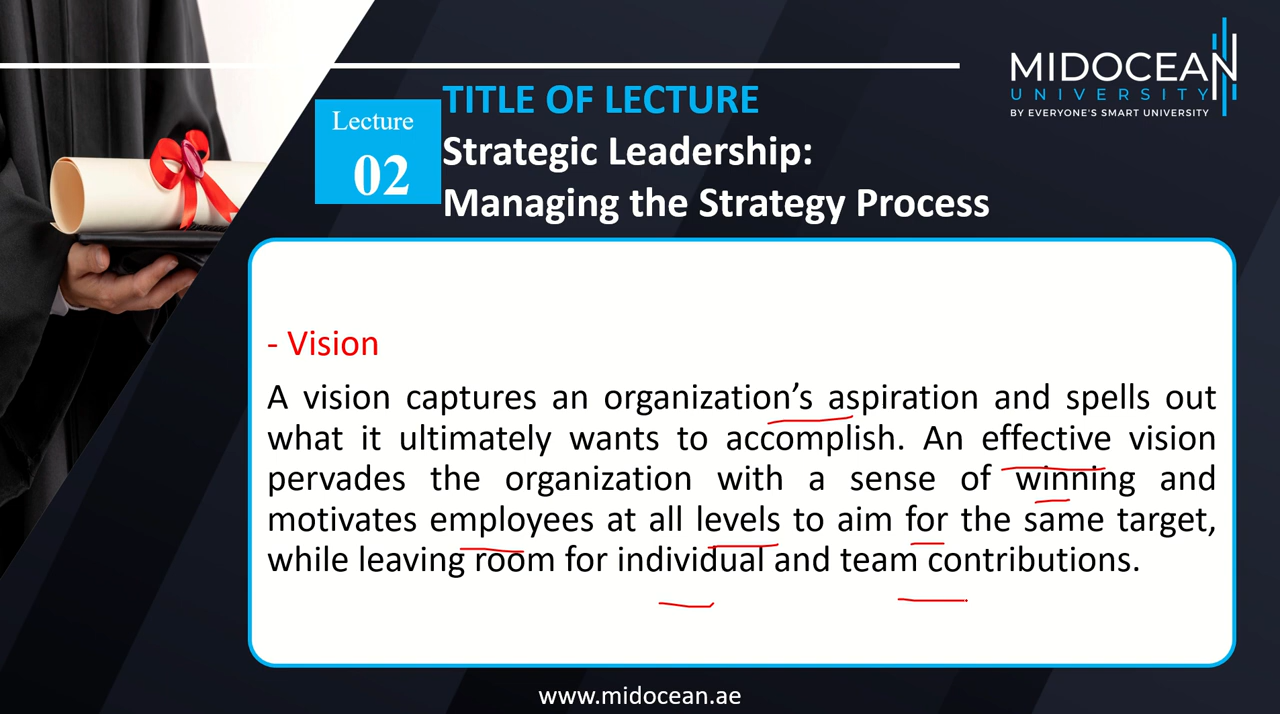 MIDOCEAN
UNIVERSITY
BY EVERYONE'S SMART UNIVERSITY
Lecture
02
TITLE OF LECTURE
Strategic Leadership:
Managing the Strategy Process
- Vision
A vision captures an organization’s aspiration and spells out
what it ultimately wants to accomplish. An effective vision
pervades the organization with a sense of winning and
motivates employees at all levels to aim for the same target,
while leaving room for individual and team contributions.
www.midocean.ae